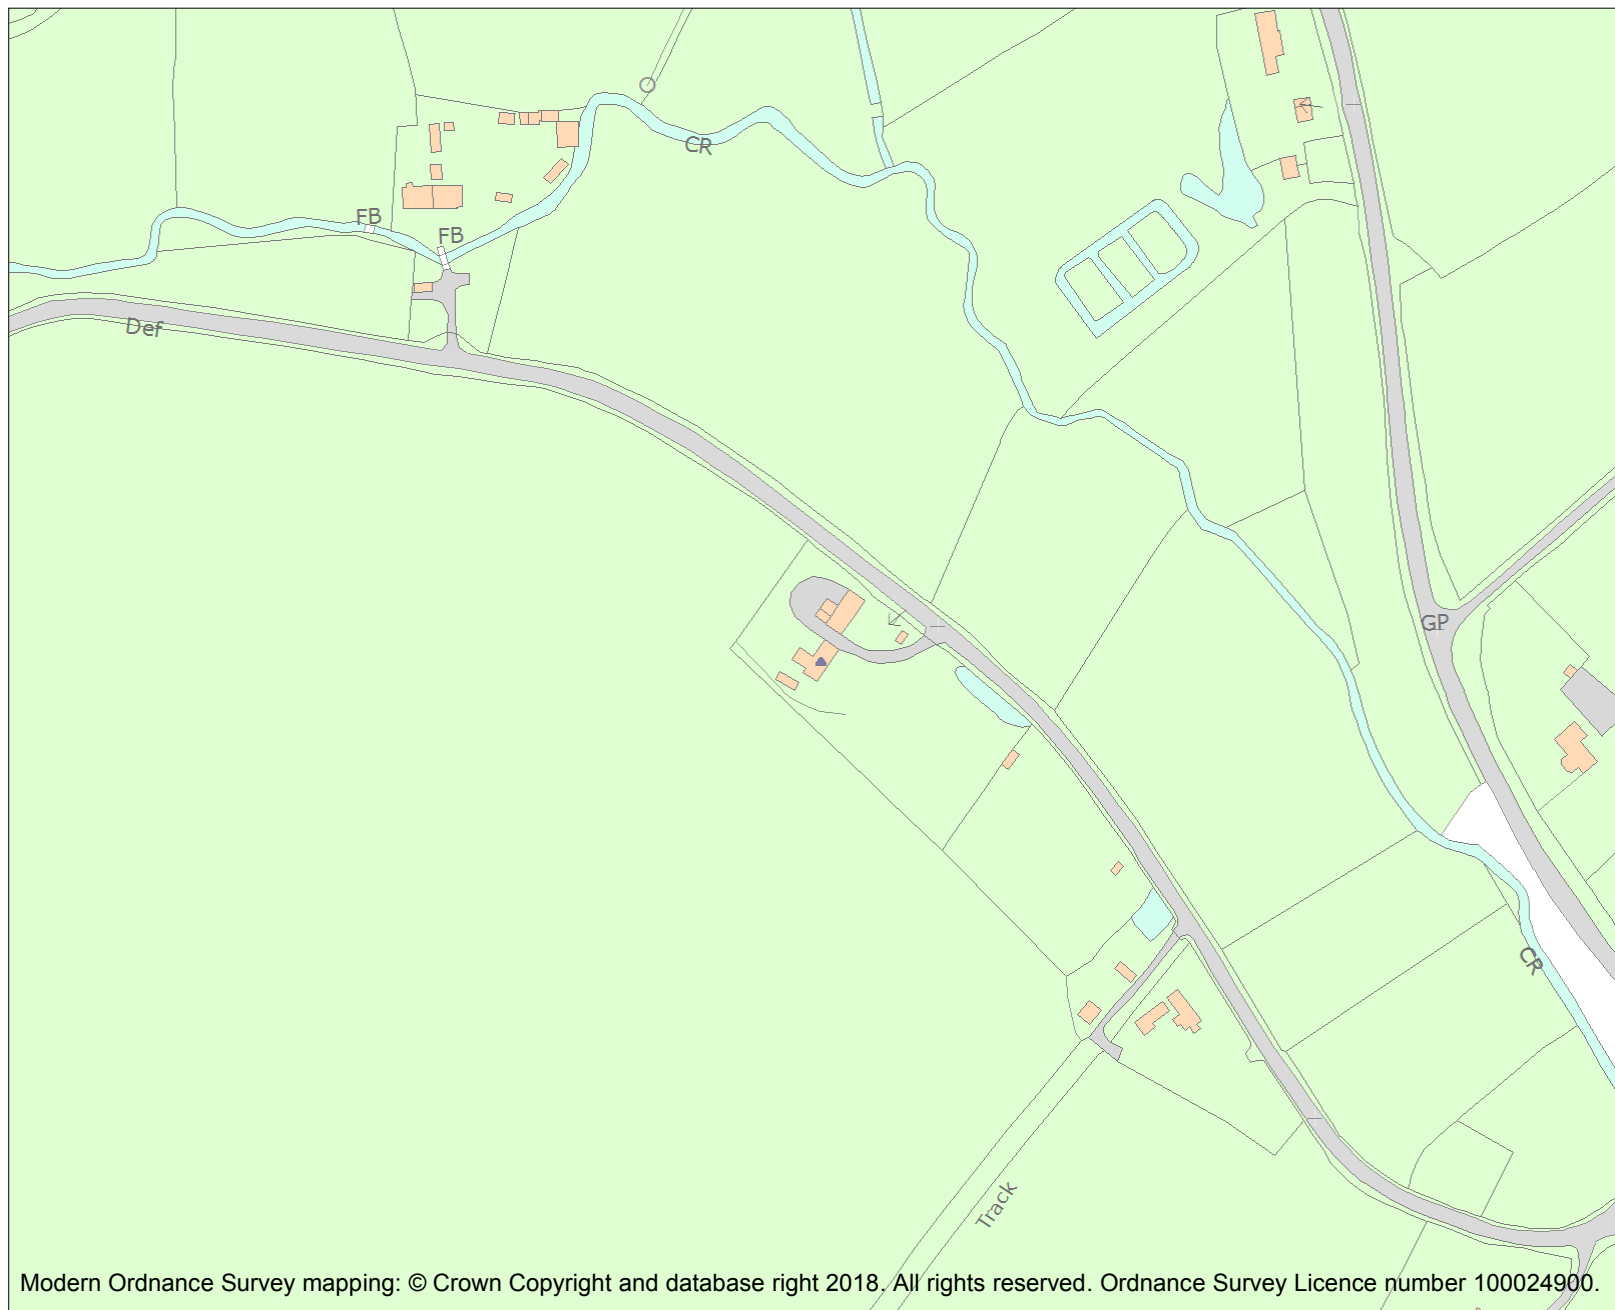 CR
FB
FB
Def
GP
CR
Track
Modern Ordnance Survey mapping: © Crown Copyright and database right 2018. All rights reserved. Ordnance Survey Licence number 100024900.